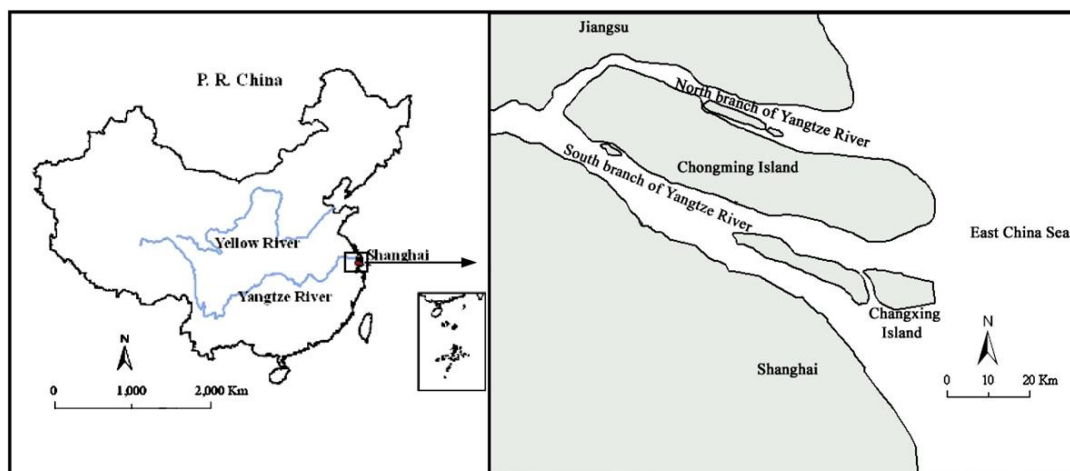 P. R. China
Yellow River
Shanghai
Yangtze River
N
0 1,000 2,000 Km
Jiangsu
North branch of Yangtze River
Chongming Island
South branch of Yangtze River
East China Sea
Changxing
Island
Shanghai
N
0 10 20 Km